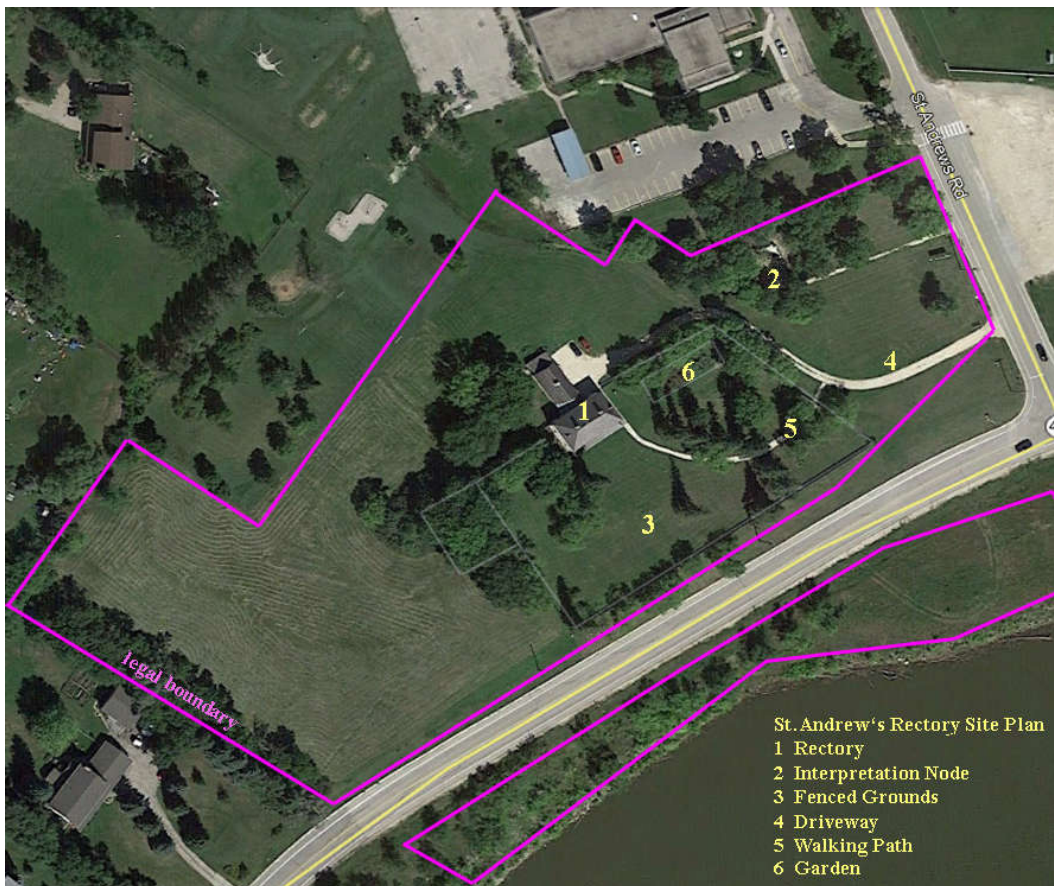 St Andrews Rd
2
6
4
1
5
4
3
legal boundary
St.Andrew‘s Rectory Site Plan
1 Rectory
2 Interpretation Node
3 Fenced Grounds
4 Driveway
5 Walking Path
6 Garden